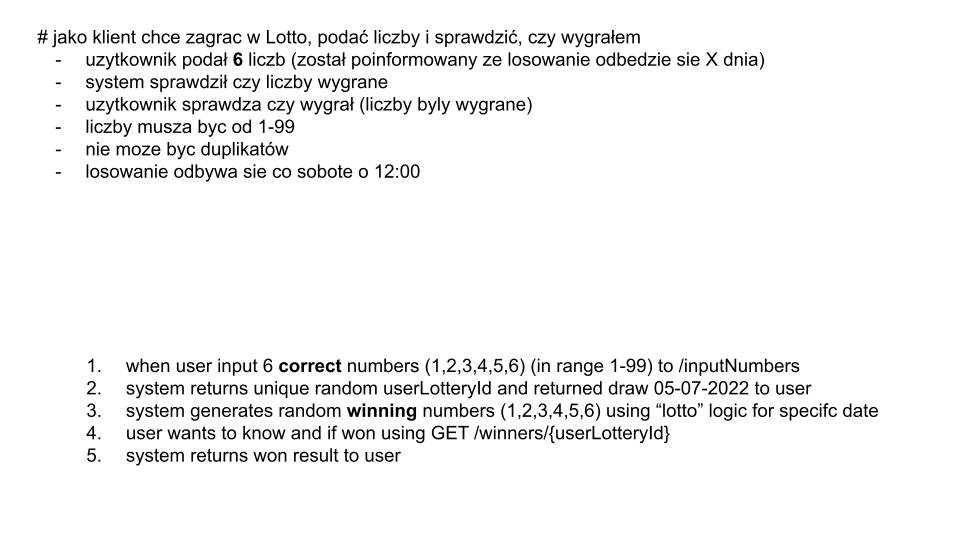 # jako klient chce zagrac w Lotto, podać liczby i sprawdzić, czy wygrałem
- uzytkownik podał 6 liczb (został poinformowany ze losowanie odbedzie sie X dnia)
- system sprawdził czy liczby wygrane
- uzytkownik sprawdza czy wygrał (liczby byly wygrane)
- liczby musza byc od 1-99
- nie moze byc duplikatów
- losowanie odbywa sie co sobote o 12:00
1. when user input 6 correct numbers (1,2,3,4,5,6) (in range 1-99) to /inputNumbers
2. system returns unique random userLotteryId and returned draw 05-07-2022 to user
3. system generates random winning numbers (1,2,3,4,5,6) using “lotto” logic for specifc date
4. user wants to know and if won using GET /winners/{userLotteryId}
5. system returns won result to user